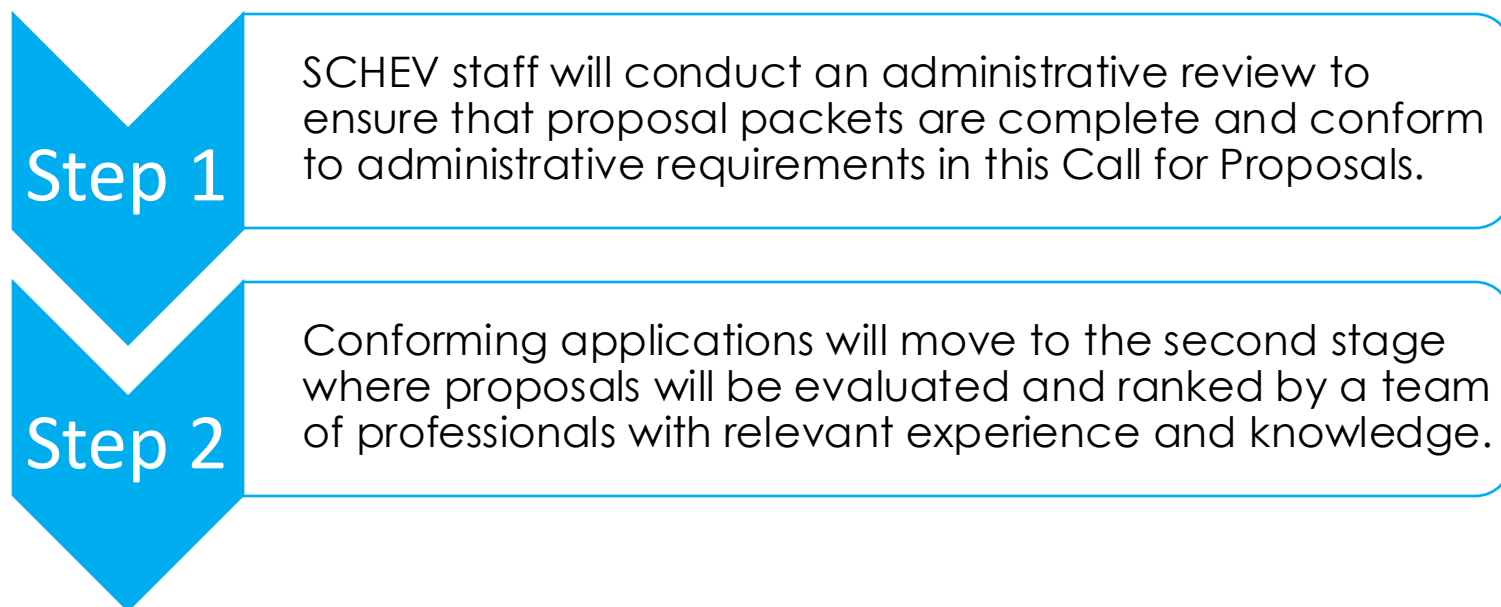 Step 1
SCHEV staff will conduct an administrative review to
ensure that proposal packets are complete and conform
to administrative requirements in this Call for Proposals.
Step 2
Conforming applications will move to the second stage
where proposals will be evaluated and ranked by a team
of professionals with relevant experience and knowledge.